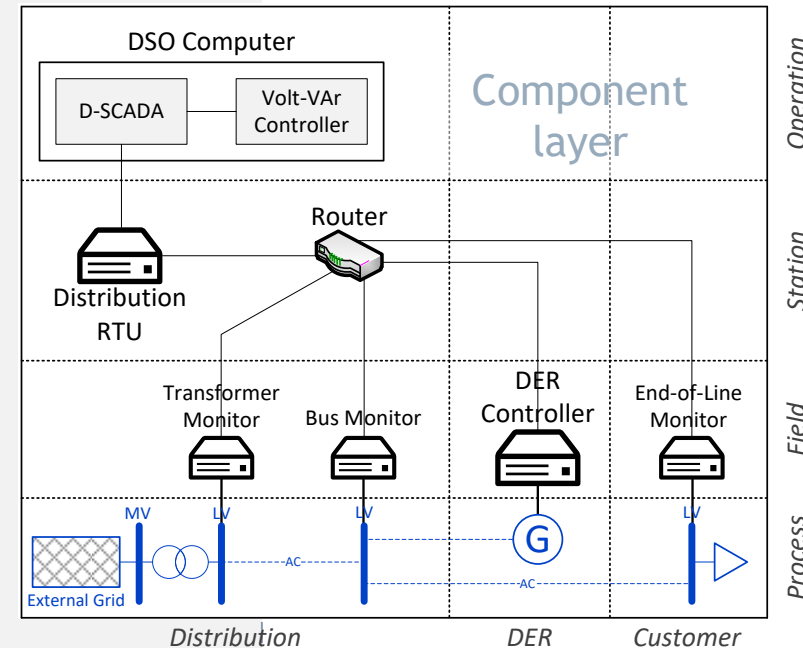 DSO Computer
D-SCADA
Volt-VAr
Controller
Component
layer
Operation
Router
Distribution
RTU
Station
Transformer
Monitor
Bus Monitor
DER
Controller
End-of-Line
Monitor
Field
MV
LV
LV
LV
External Grid
AC
G
AC
Process
Distribution
DER
Customer